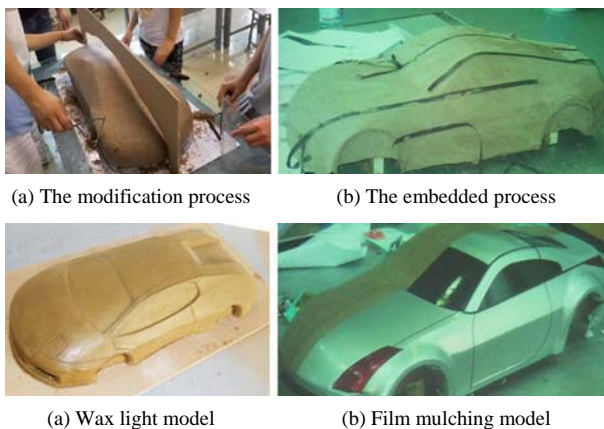 (a) The modification process
(b) The embedded process
(a) Wax light model
(b) Film mulching model